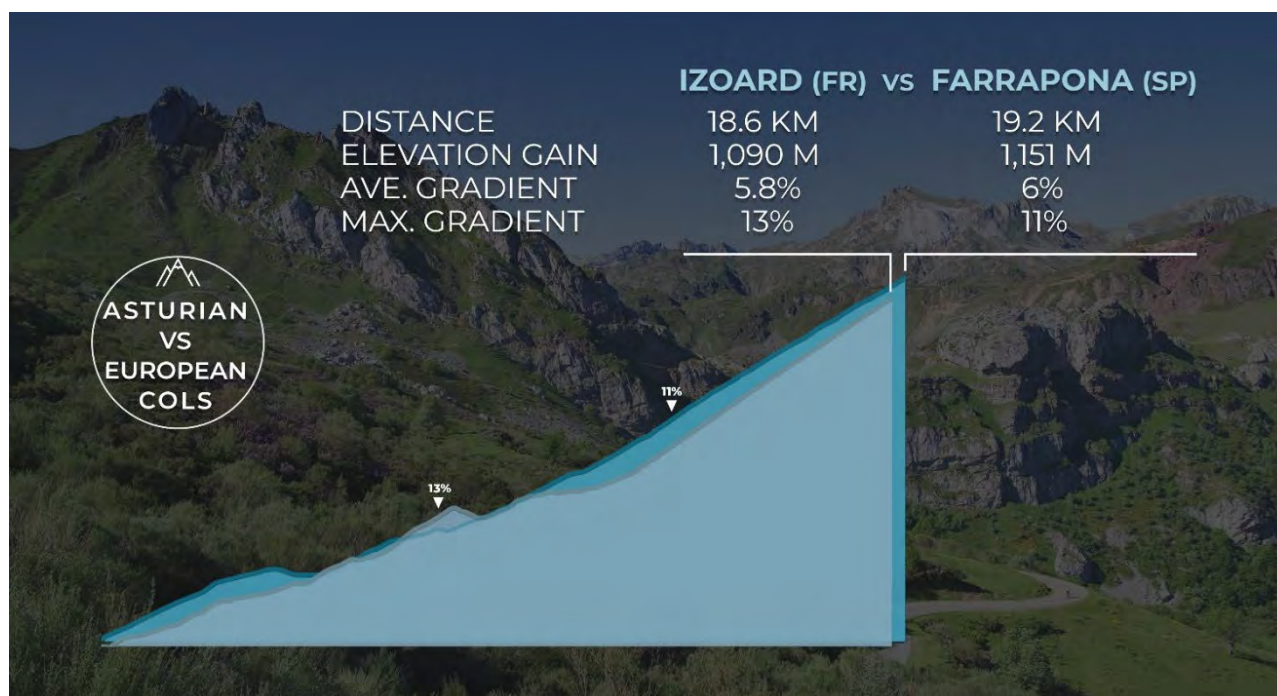 IZOARD (FR) VS FARRAPONA (SP)
DISTANCE 18.6 KM 19.2 KM
ELEVATION GAIN 1,090 M 1,151 M
AVE. GRADIENT 5.8% 6%
MAX. GRADIENT 13% 11%
ASTURIAN
VS
EUROPEAN
COLS
11%
13%